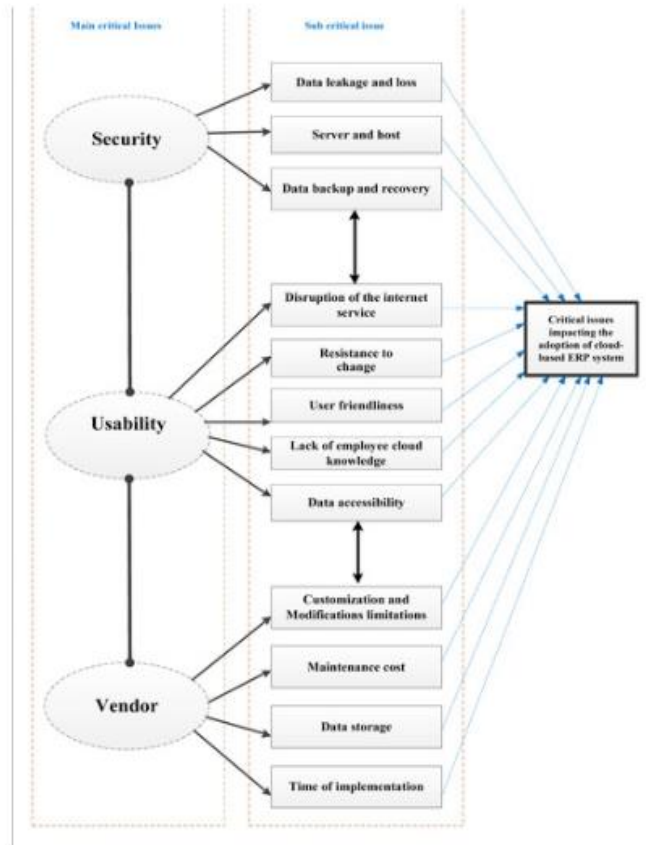 Main critical Issues
Sub critical issue
Security
Data leakage and loss
Server and host
Data backup and recovery
Usability
Disruption of the internet
service
Resistance to
change
User friendliness
Lack of employee cloud
knowledge
Data accessibility
Vendor
Customization and
Modifications limitations
Maintenance cost
Data storage
Time of implementation
Critical issues
impacting the
adoption of cloud-
based ERP system